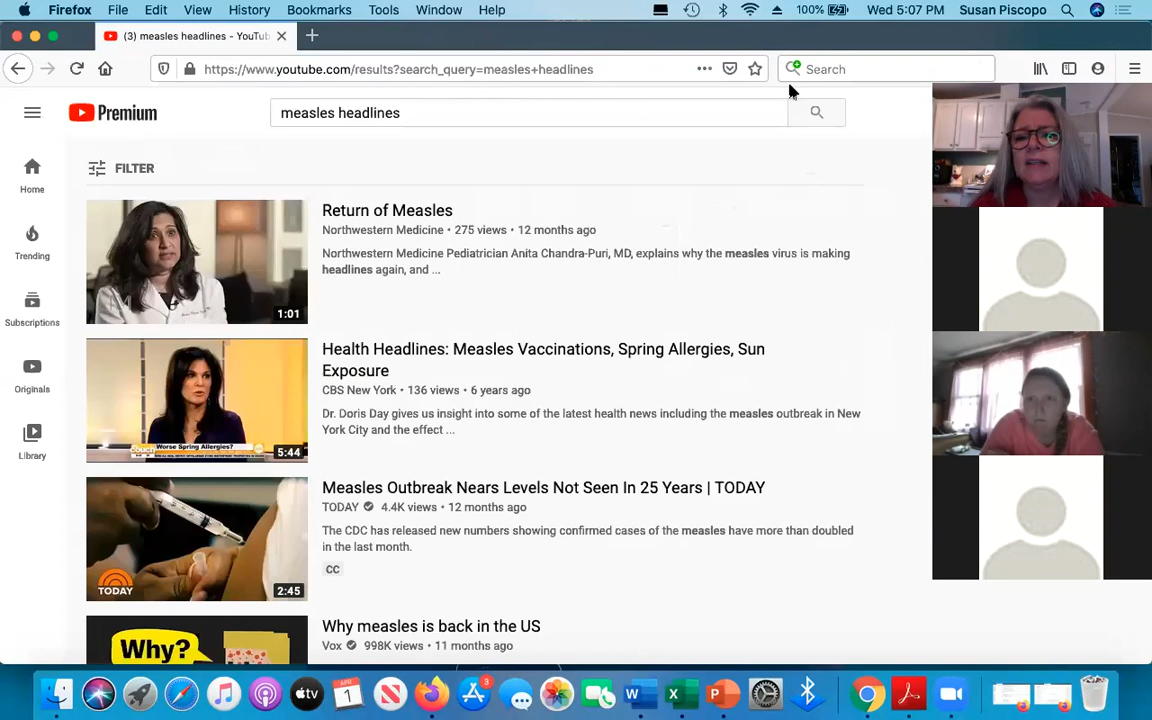 Firefox File Edit View History Bookmarks Tools Window Help 100% Wed 5:07 PM Susan Piscopo
(3) measles headlines - YouTub
https://www.youtube.com/results?search_query=measles+headlines
Search
Premium
measles headlines
FILTER
Home
Trending
Subscriptions
Originals
Library
1:01
Return of Measles
Northwestern Medicine • 275 views • 12 months ago
Northwestern Medicine Pediatrician Anita Chandra-Puri, MD, explains why the measles virus is making
headlines again, and ...
Worse Spring Allergies?
5:44
Health Headlines: Measles Vaccinations, Spring Allergies, Sun
Exposure
CBS New York • 136 views • 6 years ago
Dr. Doris Day gives us insight into some of the latest health news including the measles outbreak in New
York City and the effect ...
TODAY
2:45
Measles Outbreak Nears Levels Not Seen In 25 Years | TODAY
TODAY 4.4K views • 12 months ago
The CDC has released new numbers showing confirmed cases of the measles have more than doubled
in the last month.
CC
Why?
Why measles is back in the US
Vox 998K views • 11 months ago
tv
APR
1
3
W
X
P